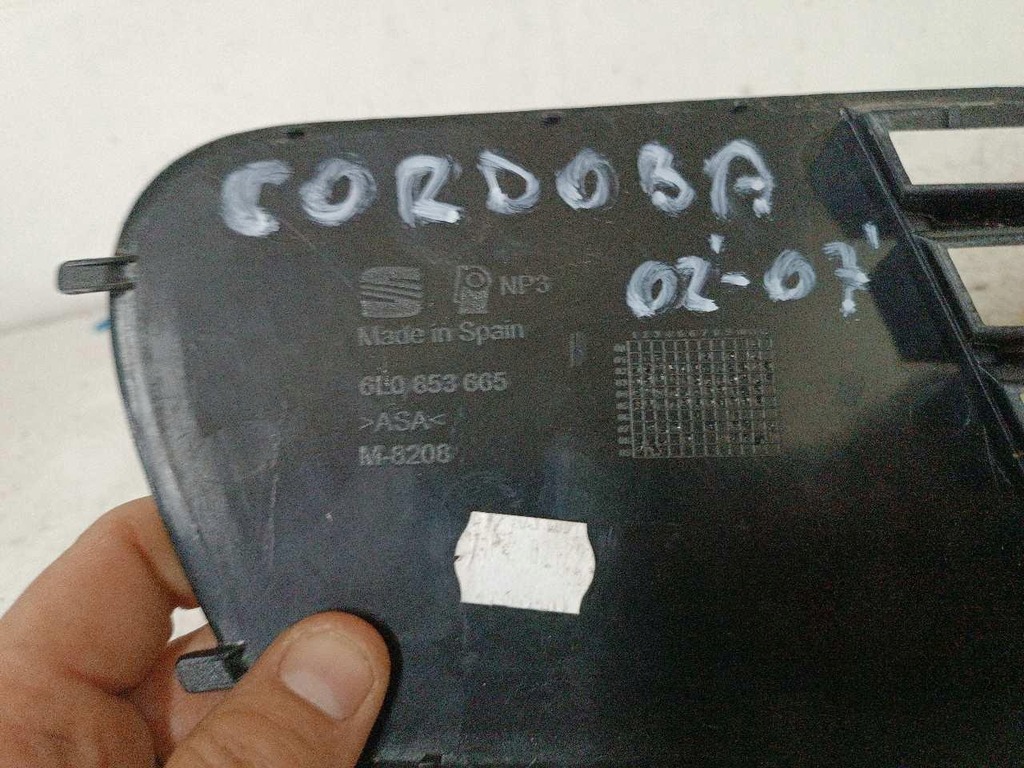 CORDOBA
02'-07'
NP3
Made in Spain
6L0 853 665
>ASA<
M-8208